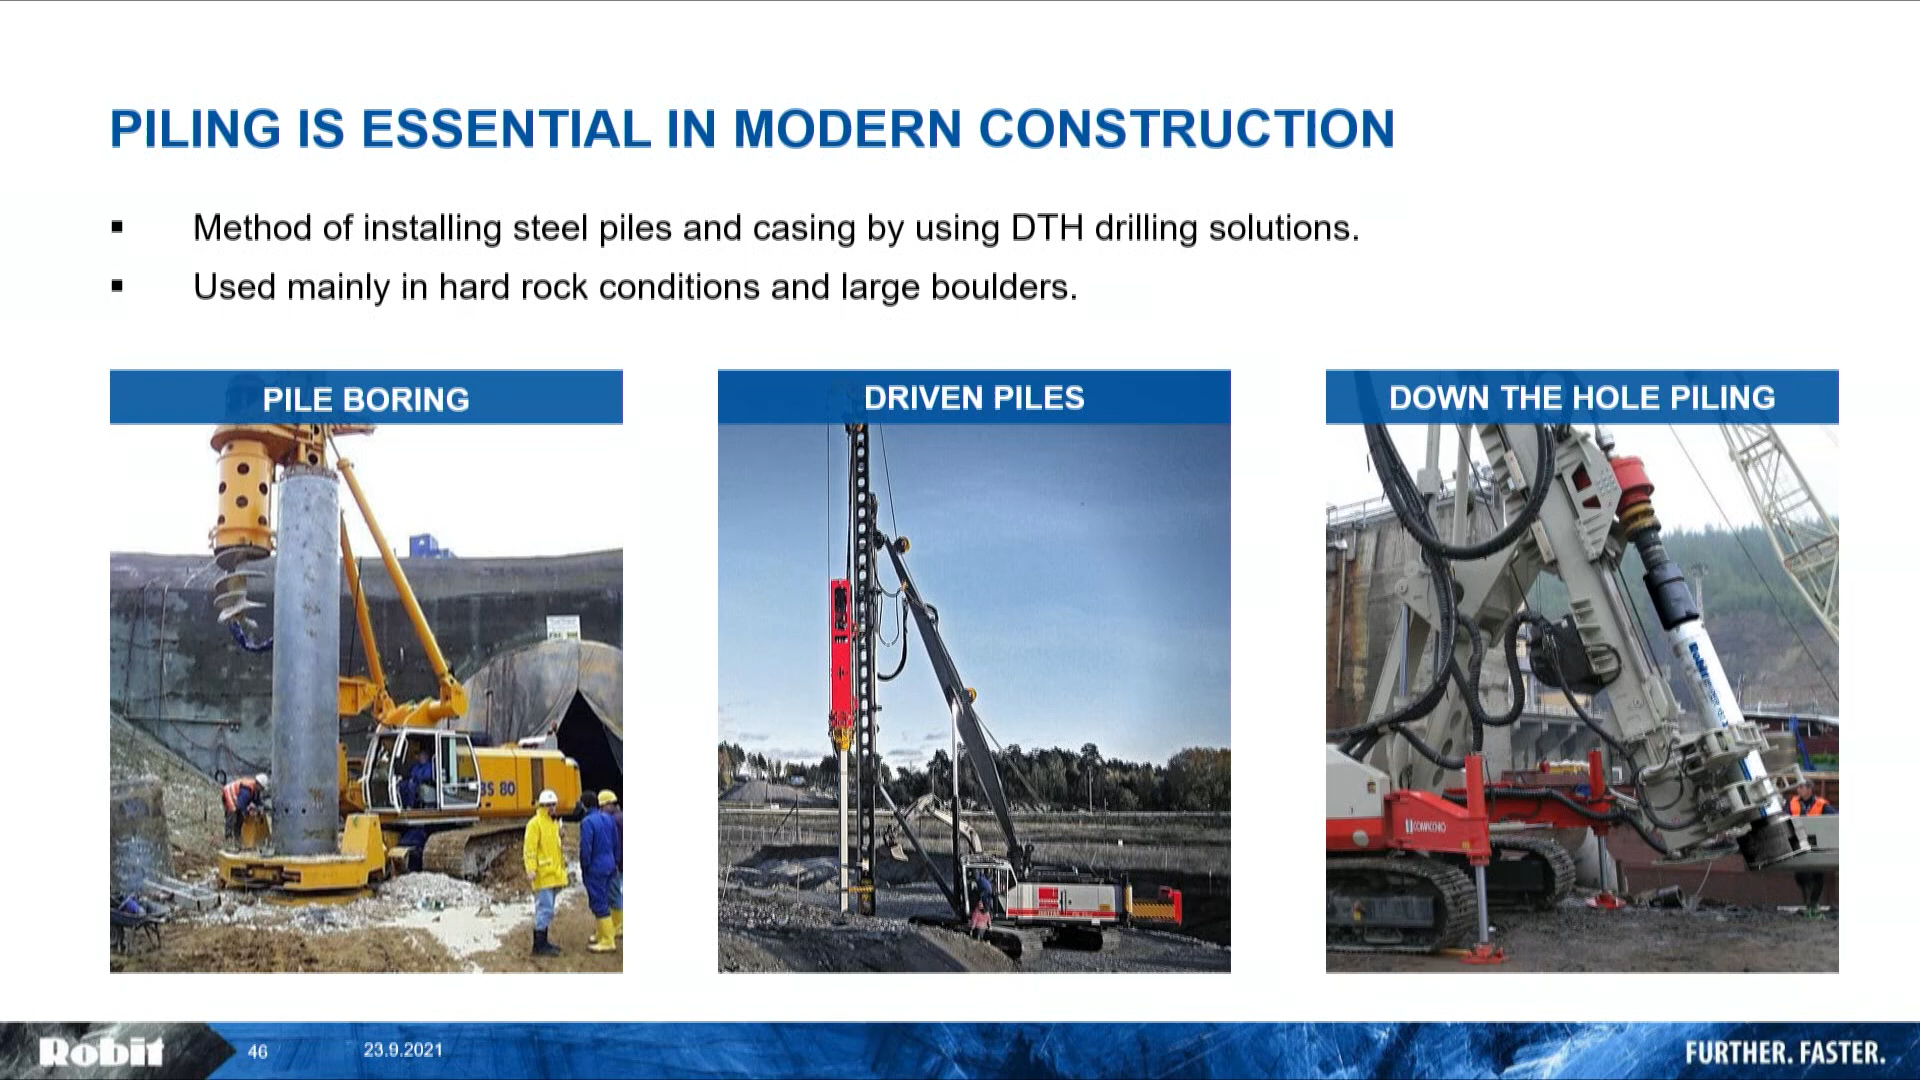 PILING IS ESSENTIAL IN MODERN CONSTRUCTION
▪ Method of installing steel piles and casing by using DTH drilling solutions.
▪ Used mainly in hard rock conditions and large boulders.
PILE BORING
DRIVEN PILES
DOWN THE HOLE PILING
BS 80
Robit
COMACCHIO
Robit
46
23.9.2021
FURTHER. FASTER.